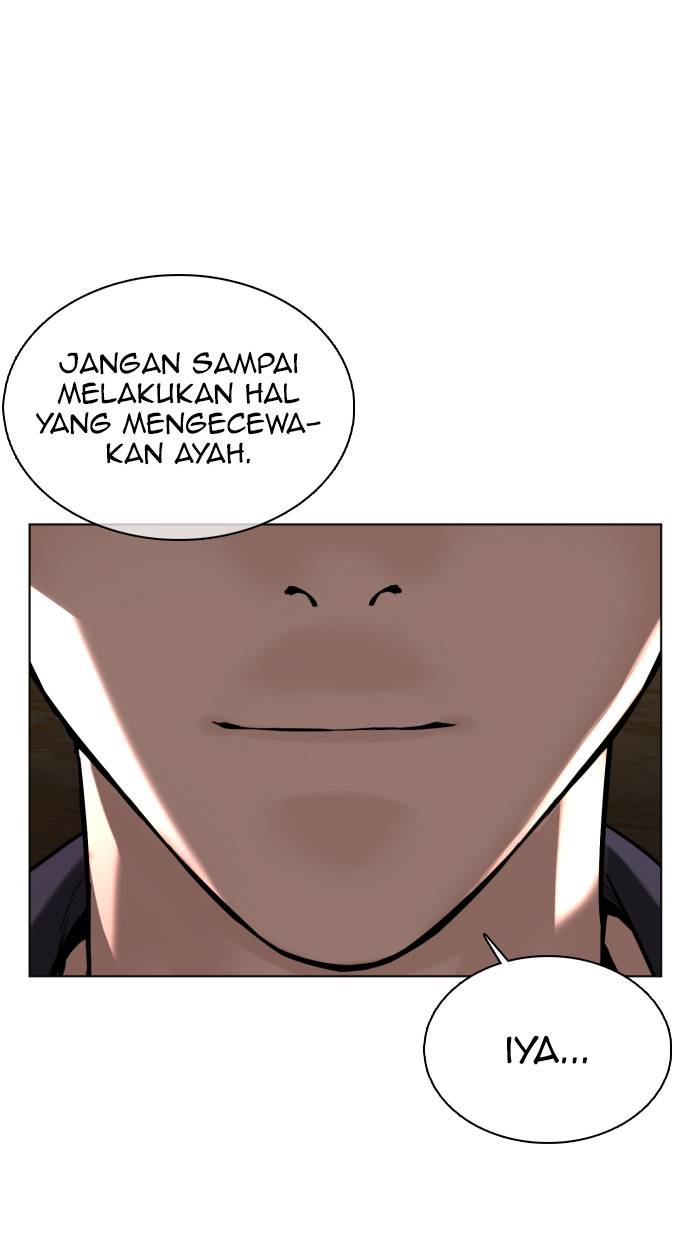 JANGAN SAMPAI
MELAKUKAN HAL
YANG MENGECEWA-
KAN AYAH.
IYA...